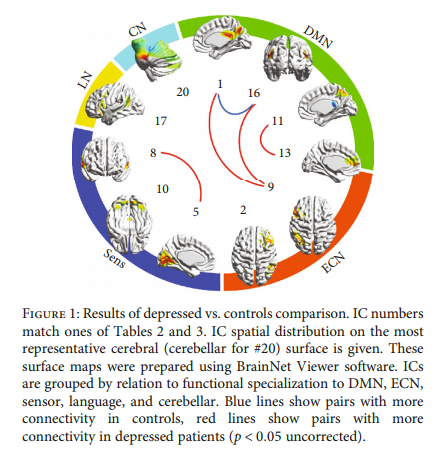 CN
DMN
LN
20
1
16
17
11
8
13
10
9
5
2
Sens
ECN
FIGURE 1: Results of depressed vs. controls comparison. IC numbers
match ones of Tables 2 and 3. IC spatial distribution on the most
representative cerebral (cerebellar for #20) surface is given. These
surface maps were prepared using BrainNet Viewer software. ICs
are grouped by relation to functional specialization to DMN, ECN,
sensor, language, and cerebellar. Blue lines show pairs with more
connectivity in controls, red lines show pairs with more
connectivity in depressed patients (p < 0.05 uncorrected).